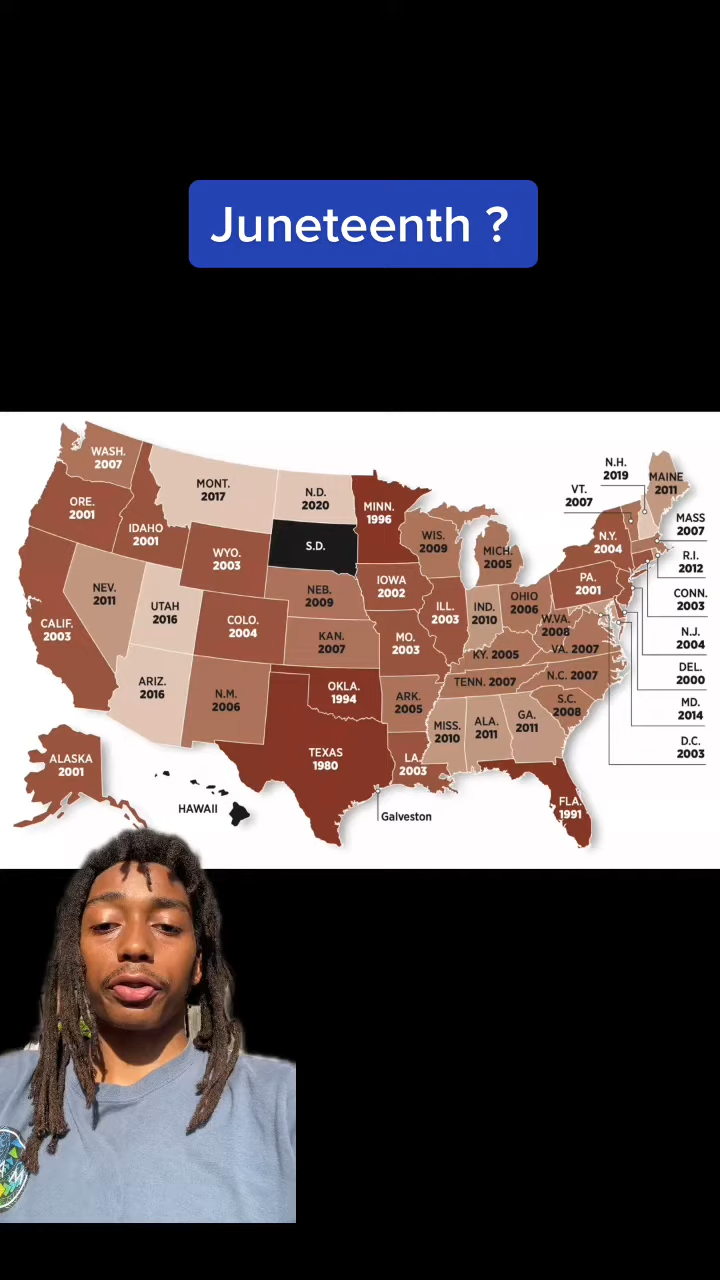 Juneteenth ?
WASH.
2007
ORE.
2001
IDAHO
2001
MONT.
2017
N.D.
2020
MINN.
1996
S.D.
WYO.
2003
NEV.
2011
UTAH
2016
CALIF.
2003
COLO.
2004
NEB.
2009
KAN.
2007
IOWA
2002
MO.
2003
WIS.
2009
MICH.
2005
ILL.
2003
IND.
2010
OHIO
2006
W.VA.
2008
VA. 2007
KY. 2005
TENN. 2007
N.C. 2007
S.C.
2008
ARIZ.
2016
N.M.
2006
OKLA.
1994
ARK.
2005
TEXAS
1980
LA.
2003
MISS.
2010
ALA.
2011
GA.
2011
FLA.
1991
PA.
2001
N.Y.
2004
VT.
2007
N.H.
2019
MAINE
2011
MASS
2007
R.I.
2012
CONN.
2003
N.J.
2004
DEL.
2000
MD.
2014
D.C.
2003
ALASKA
2001
HAWAII
Galveston